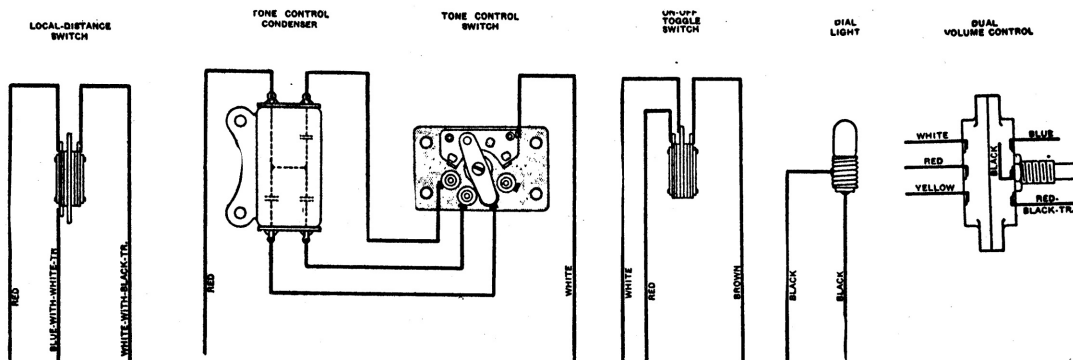 LOCAL-DISTANCE
SWITCH
TONE CONTROL
CONDENSER
TONE CONTROL
SWITCH
ON-OFF
TOGGLE
SWITCH
DIAL
LIGHT
DUAL
VOLUME CONTROL
RED
BLUE-WITH-WHITE-TR.
WHITE-WITH-BLACK-TR.
RED
WHITE
WHITE
RED
BROWN
BLACK
BLACK
WHITE
RED
YELLOW
BLACK
BLUE
RED-
BLACK-TR.